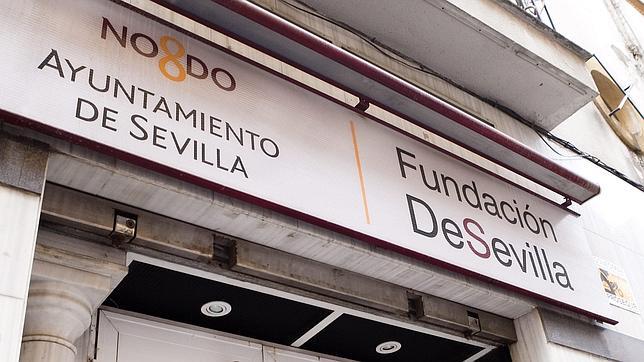 NO8DO
AYUNTAMIENTO
DE SEVILLA
Fundación
DeSevilla